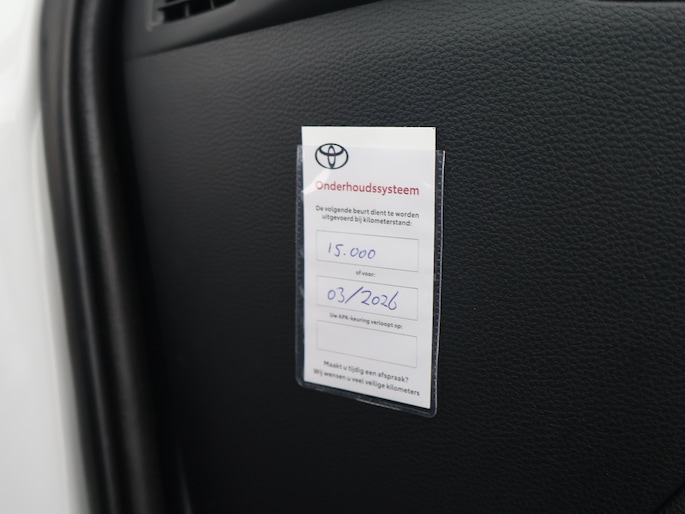 Onderhoudssysteem
De volgende beurt dient te worden
uitgevoerd bij kilometerstand:
15.000
of voor:
03/2026
Uw APK-keuring verloopt op:
Maakt u tijdig een afspraak?
Wij wensen u veel veilige kilometers